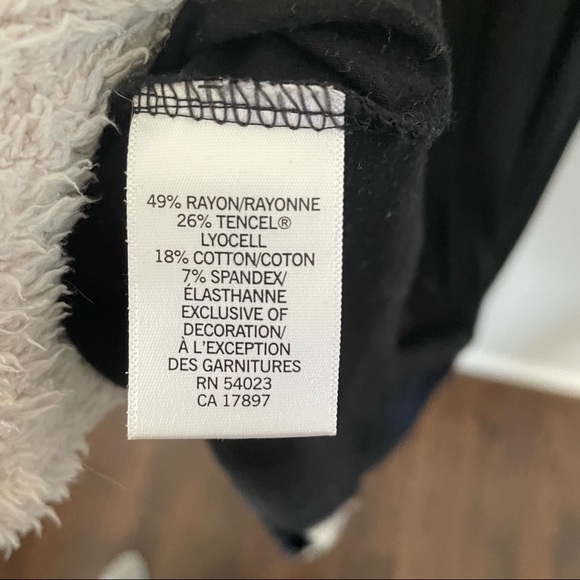 49% RAYON/RAYONNE
26% TENCEL®
LYOCELL
18% COTTON/COTON
7% SPANDEX/
ÉLASTHANNE
EXCLUSIVE OF
DECORATION/
À L'EXCEPTION
DES GARNITURES
RN 54023
CA 17897